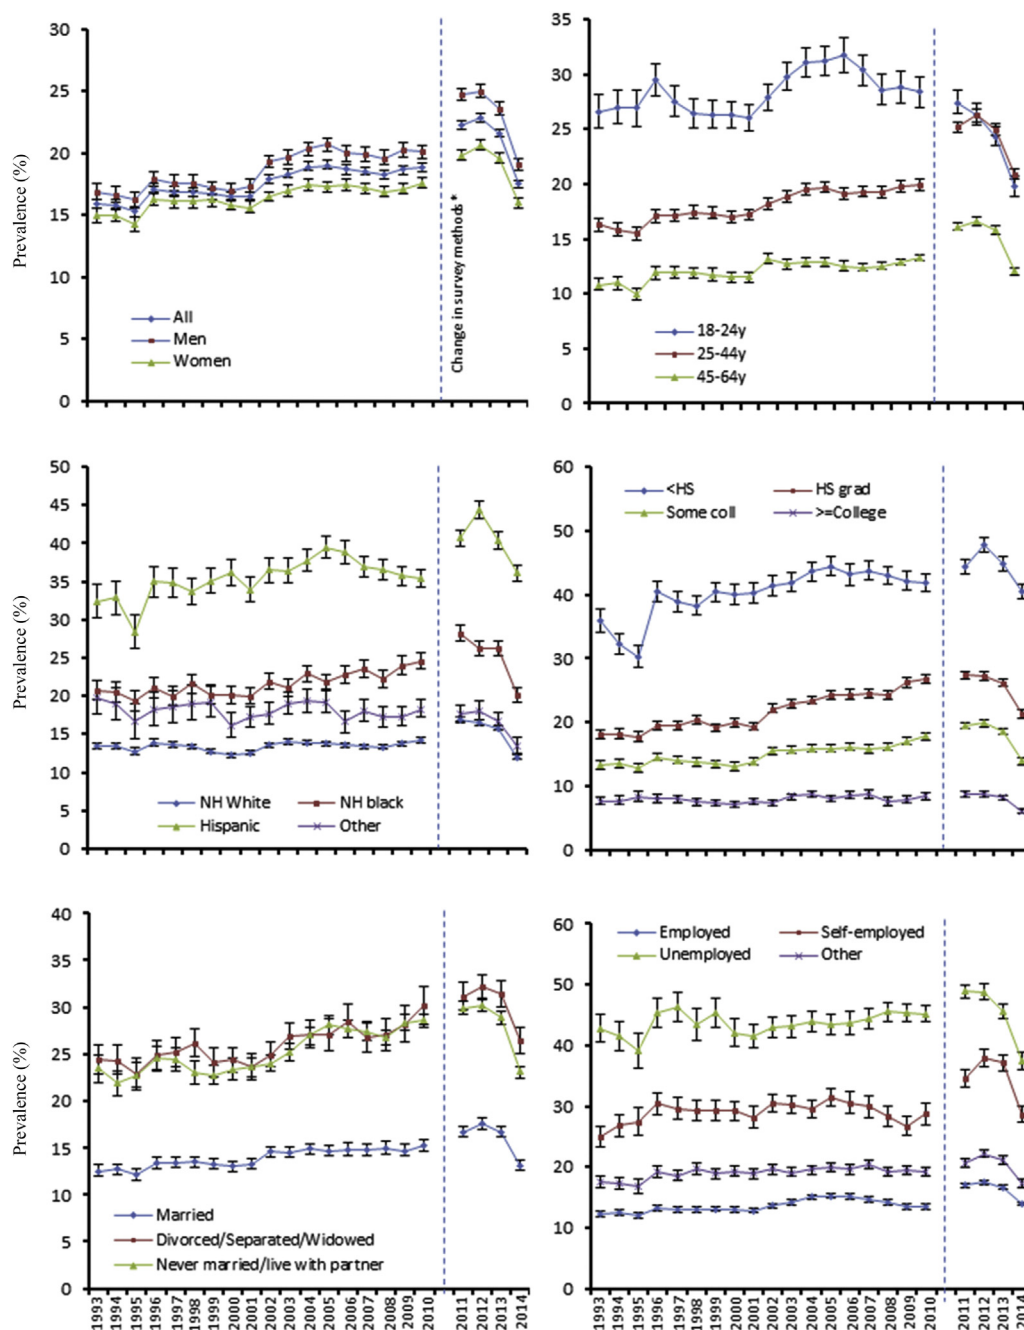 30
25
20
15
10
5
0
Prevalence (%)
All
Men
Women
Change in survey methods *
35
30
25
20
15
10
5
0
18-24y
25-44y
45-64y
50
45
40
35
30
25
20
15
10
5
0
Prevalence (%)
NH White NH black
Hispanic Other
60
50
40
30
20
10
0
<HS HS grad
Some coll >=College
40
35
30
25
20
15
10
5
0
Prevalence (%)
Married
Divorced/Separated/Widowed
Never married/live with partner
1993 1994 1995 1996 1997 1998 1999 2000 2001 2002 2003 2004 2005 2006 2007 2008 2009 2010 2011 2012 2013 2014
60
50
40
30
20
10
0
Employed Self-employed
Unemployed Other
1993 1994 1995 1996 1997 1998 1999 2000 2001 2002 2003 2004 2005 2006 2007 2008 2009 2010 2011 2012 2013 2014